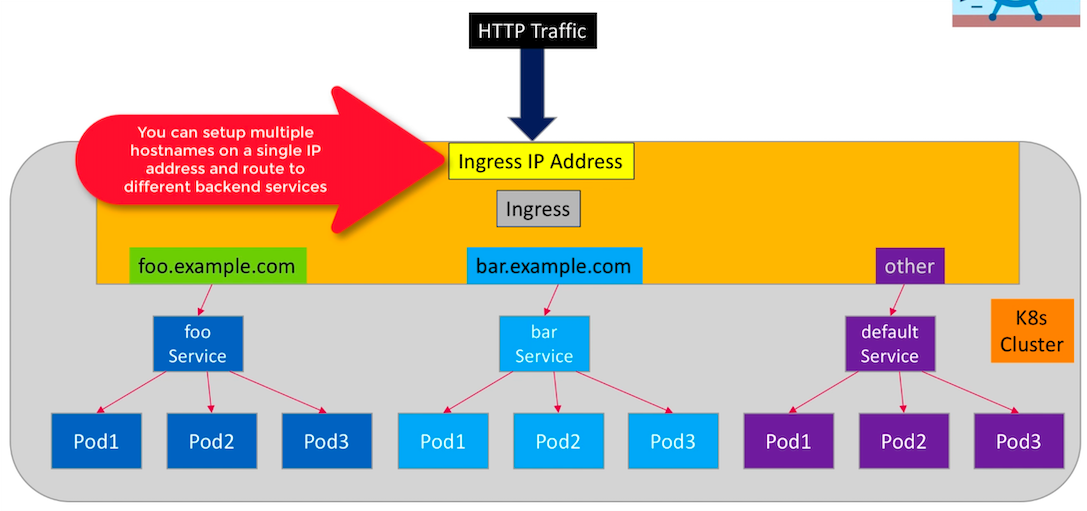 HTTP Traffic
You can setup multiple
hostnames on a single IP
address and route to
different backend services
Ingress IP Address
Ingress
foo.example.com
bar.example.com
other
foo
Service
bar
Service
default
Service
K8s
Cluster
Pod1
Pod2
Pod3
Pod1
Pod2
Pod3
Pod1
Pod2
Pod3